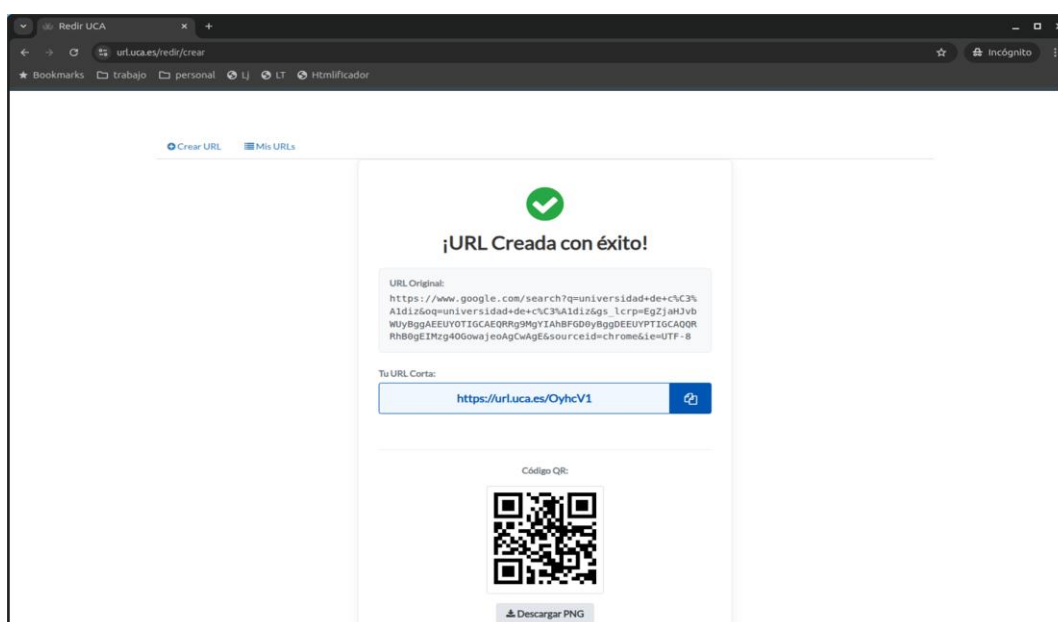 Redir UCA
url.uca.es/redir/crear
Incógnito
Bookmarks trabajo personal Lj LT Htmlificador
Crear URL Mis URLs
¡URL Creada con éxito!
URL Original:
https://www.google.com/search?q=universidad+de+c%C3%
A1diz&oq=universidad+de+c%C3%A1diz&gs_lcrp=EgZjaHJvb
WUyBggAEEUYOTIGCAEQRRg9MgYIAhBFGD0yBggDEEUYPTIGCAQQR
RhB0gEIMzg4OGowajeoAgCwAgE&sourceid=chrome&ie=UTF-8
Tu URL Corta:
https://url.uca.es/OyhcV1
Código QR:
Descargar PNG